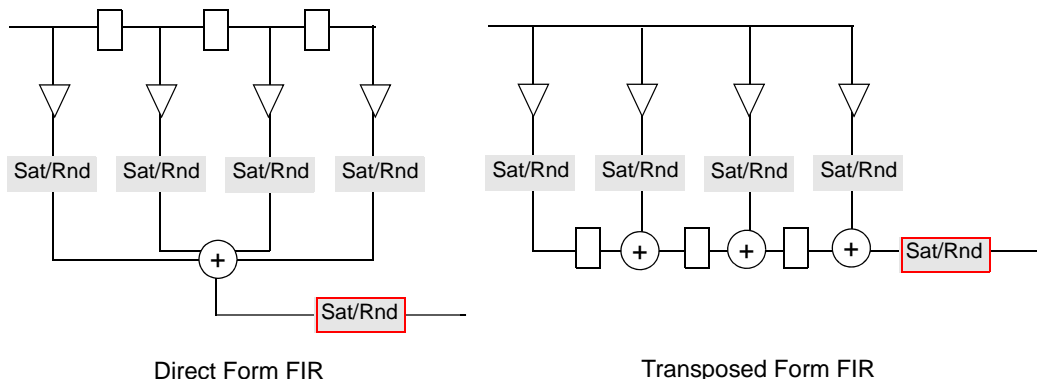 Sat/Rnd Sat/Rnd Sat/Rnd Sat/Rnd
+
Sat/Rnd
Direct Form FIR
Sat/Rnd Sat/Rnd Sat/Rnd Sat/Rnd
+ + +
Sat/Rnd
Transposed Form FIR